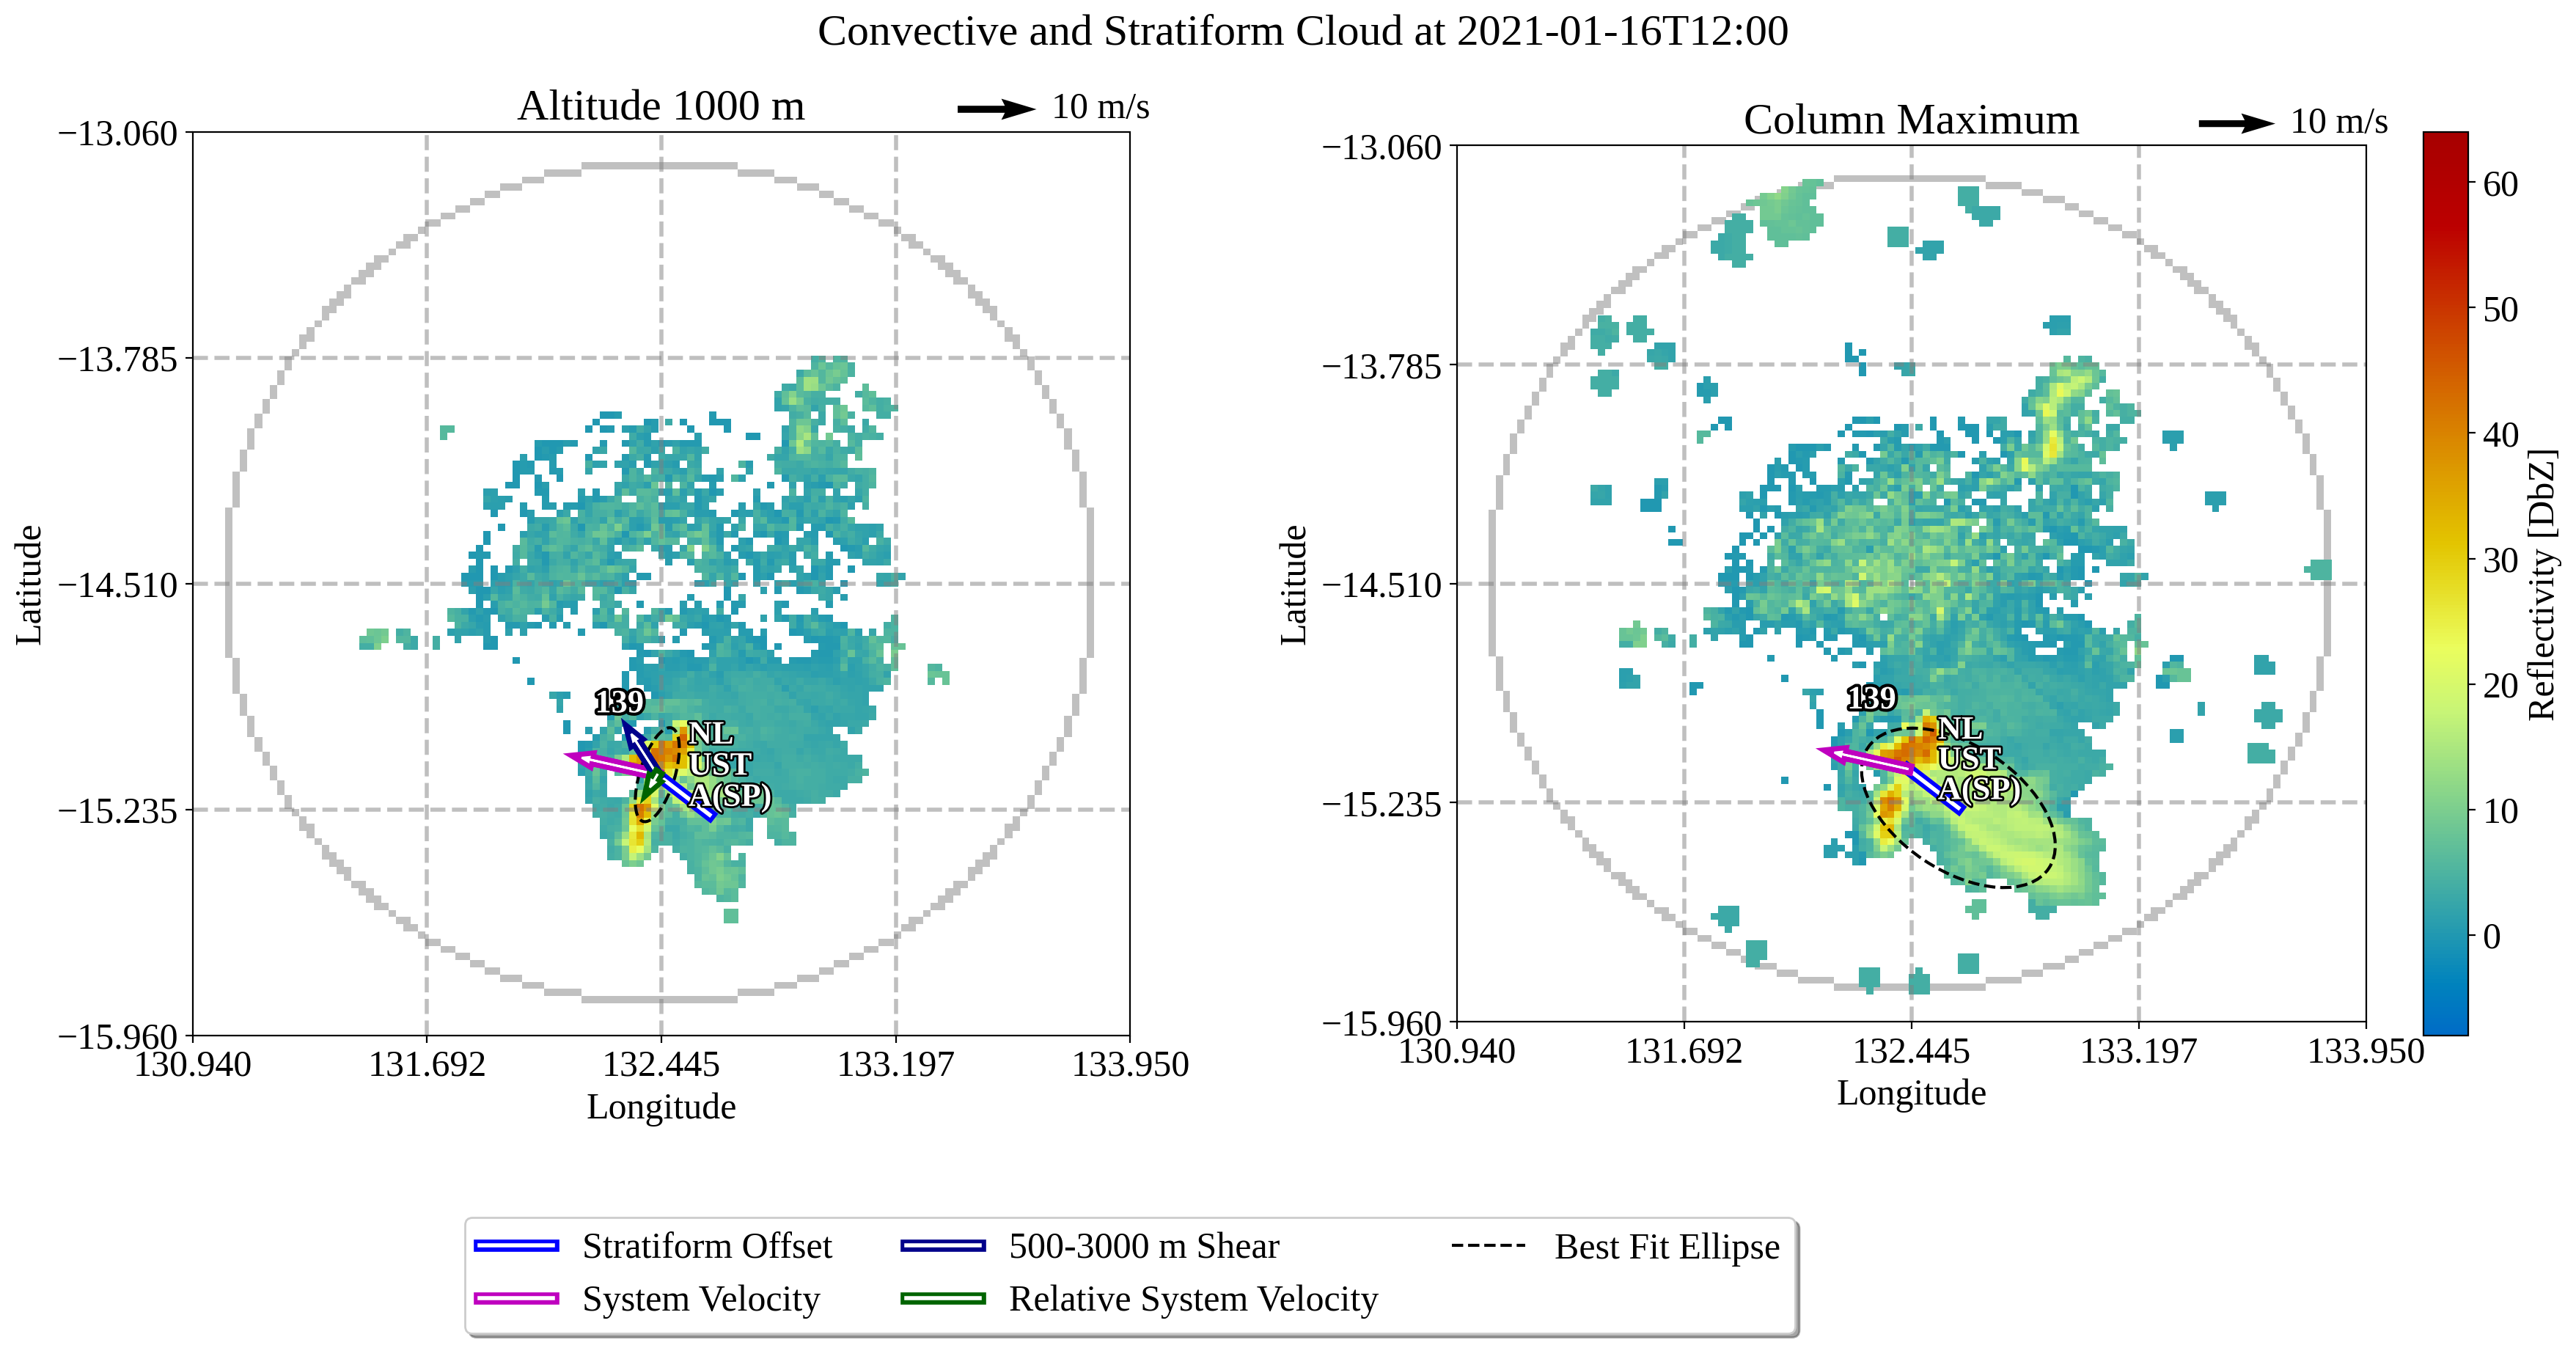 Convective and Stratiform Cloud at 2021-01-16T12:00
Altitude 1000 m
10 m/s
−13.060
−13.785
−14.510
−15.235
−15.960
Latitude
130.940
131.692
132.445
133.197
133.950
Longitude
139
NL
UST
A(SP)
Column Maximum
10 m/s
−13.060
−13.785
−14.510
−15.235
−15.960
Latitude
130.940
131.692
132.445
133.197
133.950
Longitude
139
NL
UST
A(SP)
60
50
40
30
20
10
0
Reflectivity [DbZ]
Stratiform Offset
System Velocity
500-3000 m Shear
Relative System Velocity
Best Fit Ellipse